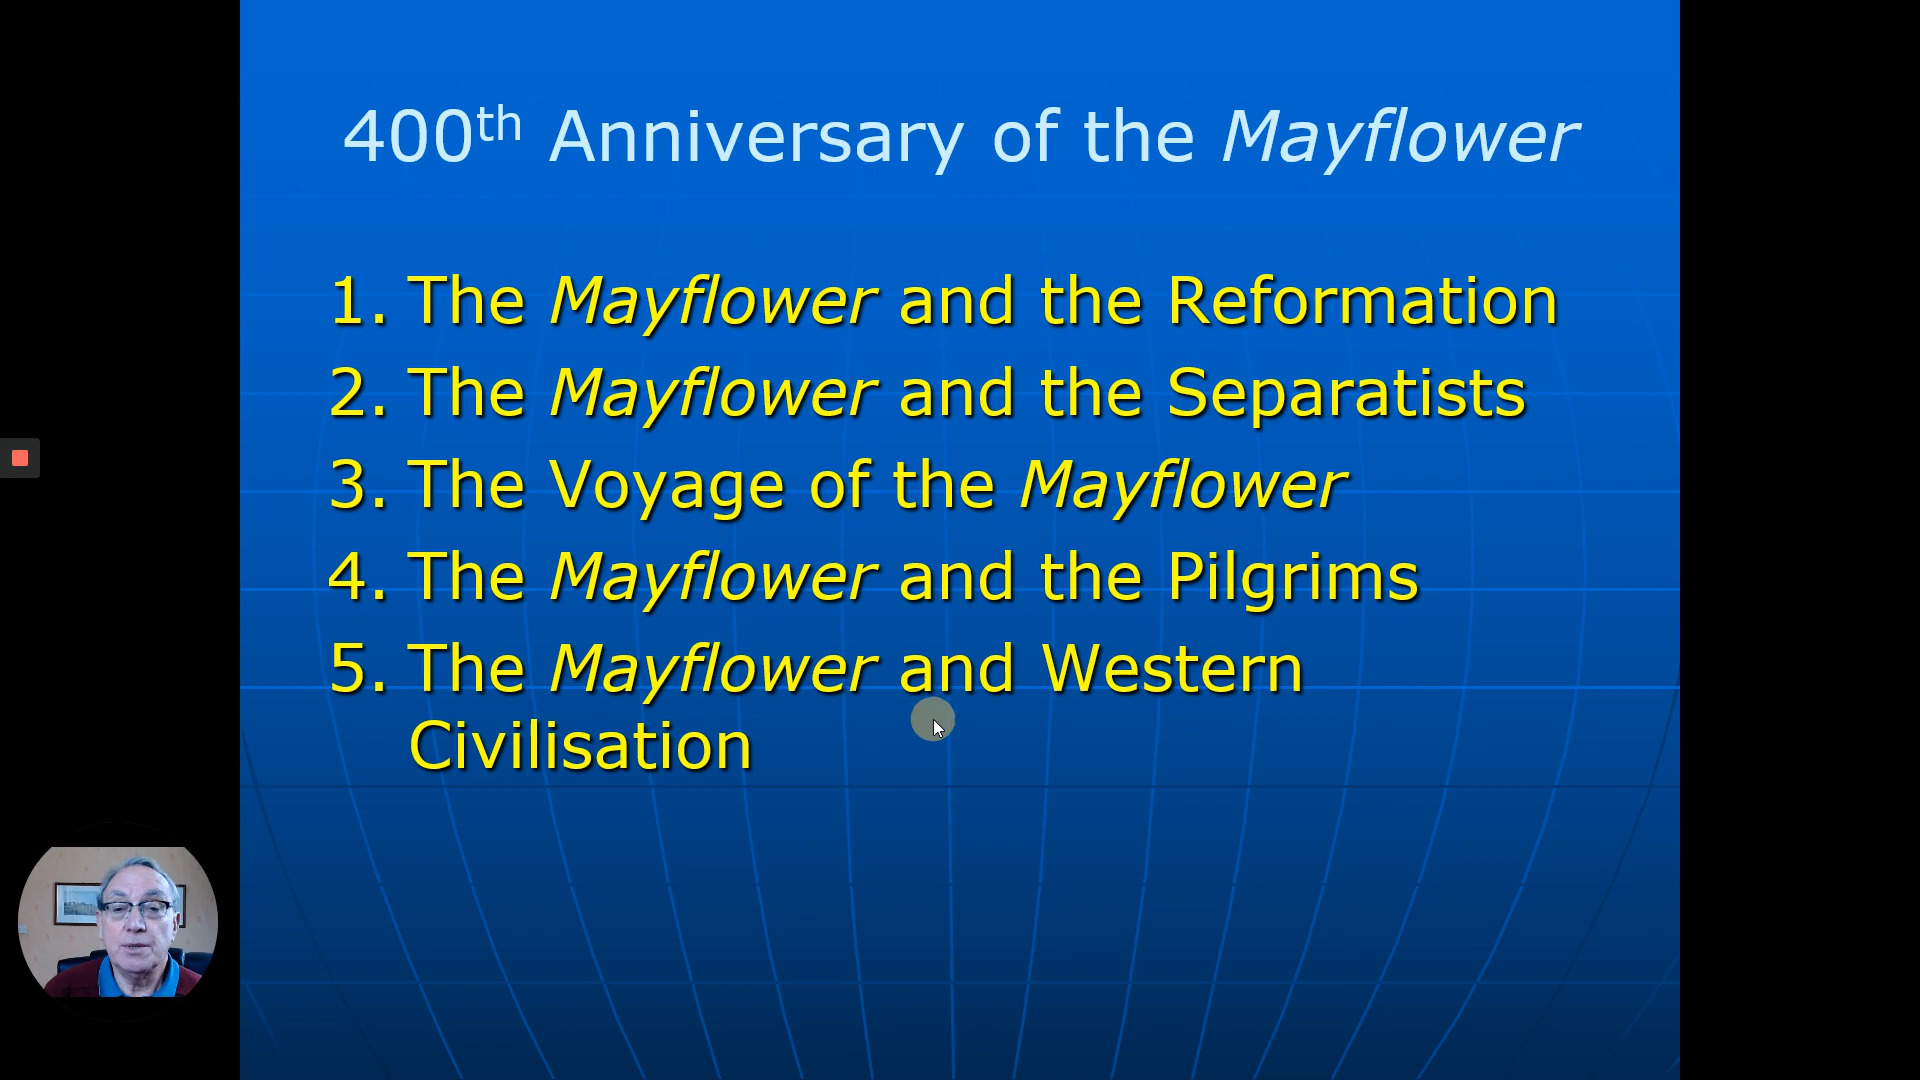 400th Anniversary of the Mayflower
1. The Mayflower and the Reformation
2. The Mayflower and the Separatists
3. The Voyage of the Mayflower
4. The Mayflower and the Pilgrims
5. The Mayflower and Western
Civilisation